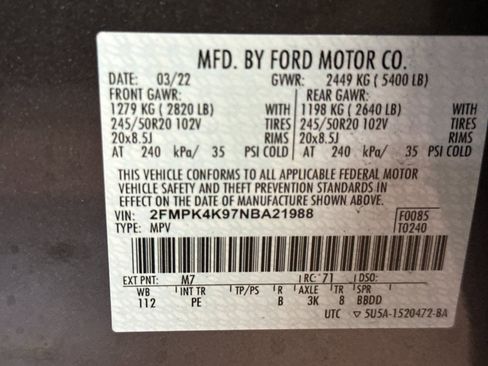 MFD. BY FORD MOTOR CO.
DATE: 03/22 GVWR: 2449 KG ( 5400 LB)
FRONT GAWR: REAR GAWR:
1279 KG ( 2820 LB) WITH 1198 KG ( 2640 LB) WITH
245/50R20 102V TIRES 245/50R20 102V TIRES
20x8.5J RIMS 20x8.5J RIMS
AT 240 kPa/ 35 PSI COLD AT 240 kPa/ 35 PSI COLD
THIS VEHICLE CONFORMS TO ALL APPLICABLE FEDERAL MOTOR
VEHICLE SAFETY AND THEFT PREVENTION STANDARDS IN
EFFECT ON THE DATE OF MANUFACTURE SHOWN ABOVE.
VIN: 2FMPK4K97NBA21988 F0085
TYPE: MPV T0240
EXT PNT: M7 RC: 71 DSO:
WB INT TR TP/PS R AXLE TR SPR
112 PE B 3K 8 BBDD
UTC 5U5A-1520472-BA